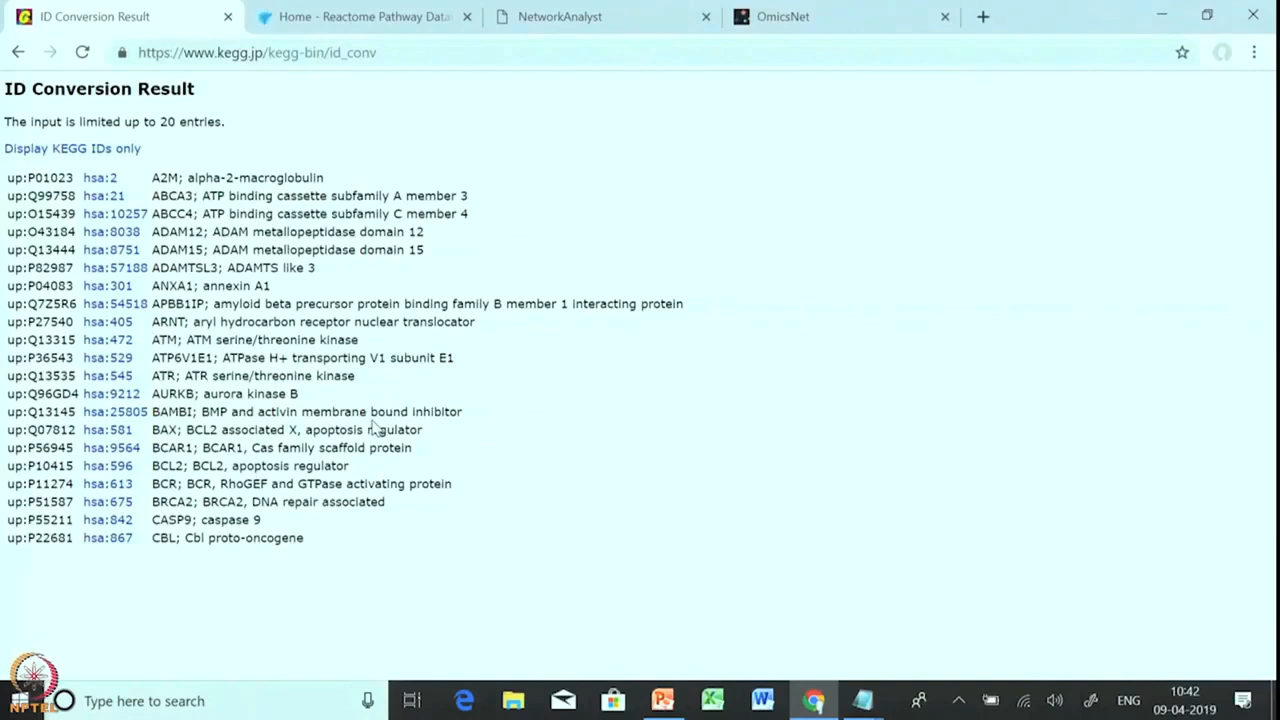 ID Conversion Result
Home - Reactome Pathway Data
NetworkAnalyst
OmicsNet
https://www.kegg.jp/kegg-bin/id_conv
ID Conversion Result
The input is limited up to 20 entries.
Display KEGG IDs only
up:P01023 hsa:2 A2M; alpha-2-macroglobulin
up:Q99758 hsa:21 ABCA3; ATP binding cassette subfamily A member 3
up:O15439 hsa:10257 ABCC4; ATP binding cassette subfamily C member 4
up:O43184 hsa:8038 ADAM12; ADAM metallopeptidase domain 12
up:Q13444 hsa:8751 ADAM15; ADAM metallopeptidase domain 15
up:P82987 hsa:57188 ADAMTSL3; ADAMTS like 3
up:P04083 hsa:301 ANXA1; annexin A1
up:Q7Z5R6 hsa:54518 APBB1IP; amyloid beta precursor protein binding family B member 1 interacting protein
up:P27540 hsa:405 ARNT; aryl hydrocarbon receptor nuclear translocator
up:Q13315 hsa:472 ATM; ATM serine/threonine kinase
up:P36543 hsa:529 ATP6V1E1; ATPase H+ transporting V1 subunit E1
up:Q13535 hsa:545 ATR; ATR serine/threonine kinase
up:Q96GD4 hsa:9212 AURKB; aurora kinase B
up:Q13145 hsa:25805 BAMBI; BMP and activin membrane bound inhibitor
up:Q07812 hsa:581 BAX; BCL2 associated X, apoptosis regulator
up:P56945 hsa:9564 BCAR1; BCAR1, Cas family scaffold protein
up:P10415 hsa:596 BCL2; BCL2, apoptosis regulator
up:P11274 hsa:613 BCR; BCR, RhoGEF and GTPase activating protein
up:P51587 hsa:675 BRCA2; BRCA2, DNA repair associated
up:P55211 hsa:842 CASP9; caspase 9
up:P22681 hsa:867 CBL; Cbl proto-oncogene
NPTEL
Type here to search
ENG
10:42
09-04-2019